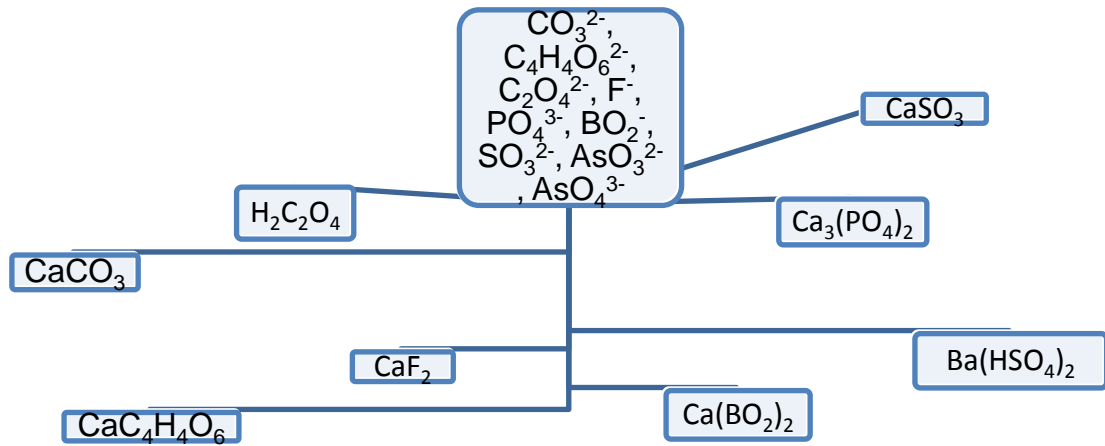 CO₃²⁻,
C₄H₄O₆²⁻,
C₂O₄²⁻, F⁻,
PO₄³⁻, BO₂⁻,
SO₃²⁻, AsO₃²⁻
, AsO₄³⁻
CaSO₃
H₂C₂O₄
Ca₃(PO₄)₂
CaCO₃
CaF₂
Ba(HSO₄)₂
CaC₄H₄O₆
Ca(BO₂)₂